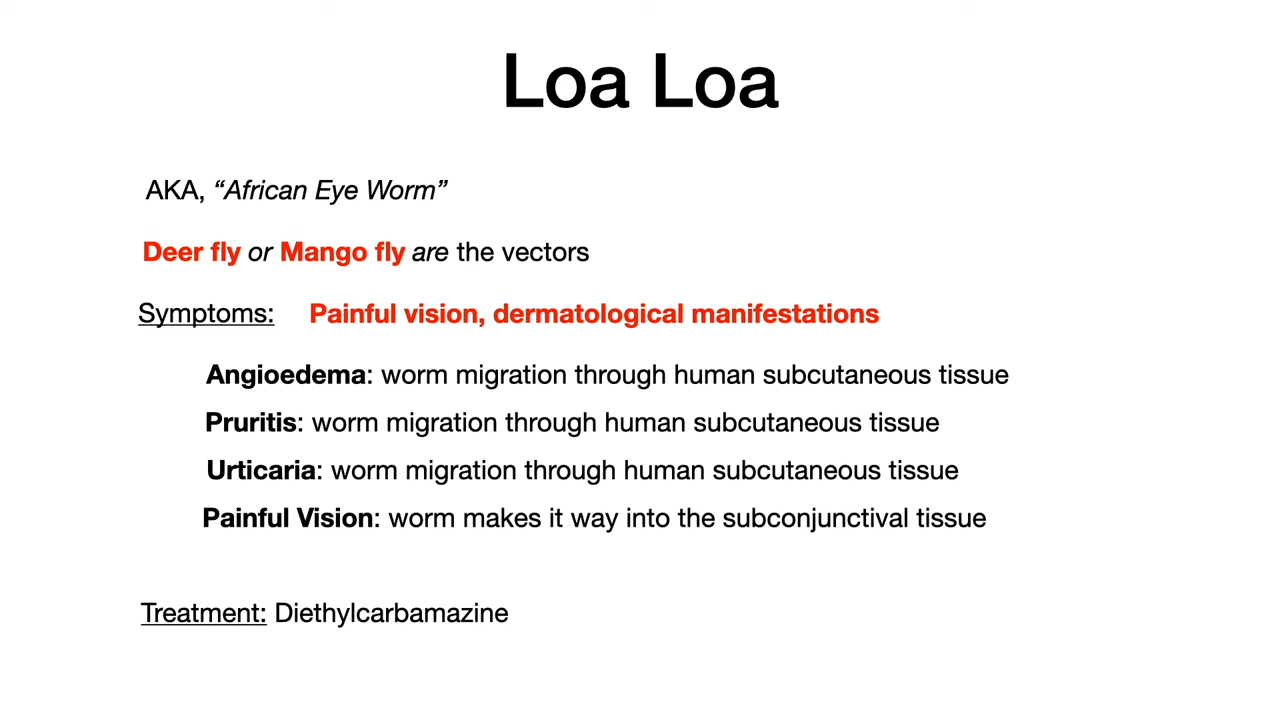 Loa Loa
AKA, “African Eye Worm”
Deer fly or Mango fly are the vectors
Symptoms: Painful vision, dermatological manifestations
Angioedema: worm migration through human subcutaneous tissue
Pruritis: worm migration through human subcutaneous tissue
Urticaria: worm migration through human subcutaneous tissue
Painful Vision: worm makes it way into the subconjunctival tissue
Treatment: Diethylcarbamazine